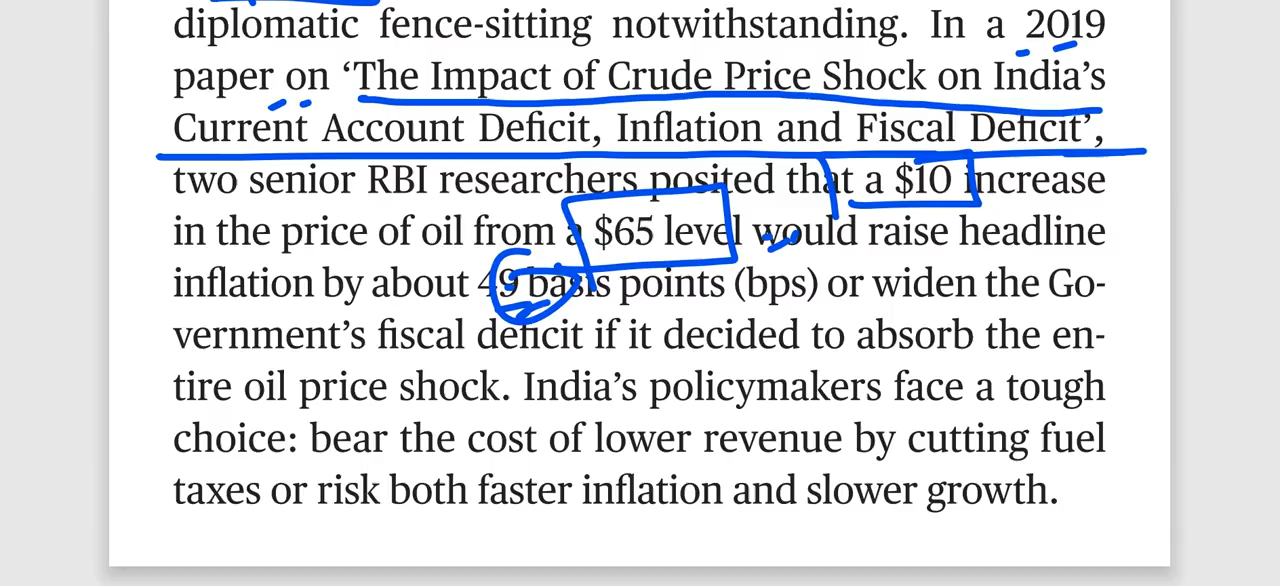 diplomatic fence-sitting notwithstanding. In a 2019
paper on ‘The Impact of Crude Price Shock on India’s
Current Account Deficit, Inflation and Fiscal Deficit’,
two senior RBI researchers posited that a $10 increase
in the price of oil from a $65 level would raise headline
inflation by about 49 basis points (bps) or widen the Go-
vernment’s fiscal deficit if it decided to absorb the en-
tire oil price shock. India’s policymakers face a tough
choice: bear the cost of lower revenue by cutting fuel
taxes or risk both faster inflation and slower growth.